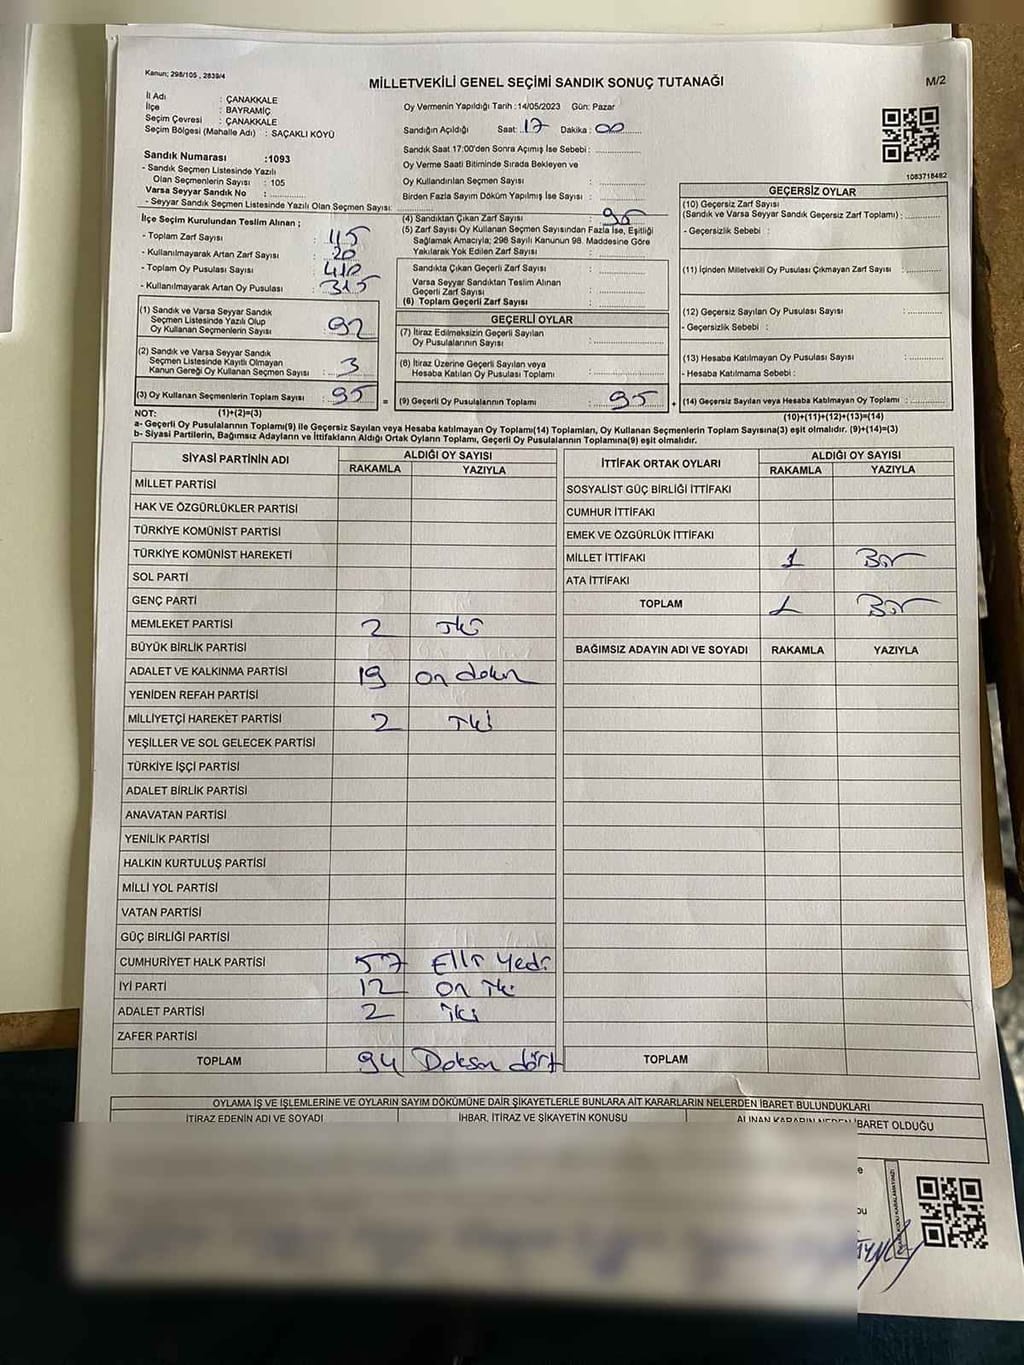 Kanun; 298/105 , 2839/4
MİLLETVEKİLİ GENEL SEÇİMİ SANDIK SONUÇ TUTANAĞI
M/2
İl Adı : ÇANAKKALE
İlçe : BAYRAMİÇ
Seçim Çevresi : ÇANAKKALE
Seçim Bölgesi (Mahalle Adı) : SAÇAKLI KÖYÜ
Sandık Numarası :1093
- Sandık Seçmen Listesinde Yazılı
Olan Seçmenlerin Sayısı : 105
Varsa Seyyar Sandık No :
- Seyyar Sandık Seçmen Listesinde Yazılı Olan Seçmen Sayısı:
İlçe Seçim Kurulundan Teslim Alınan ;
- Toplam Zarf Sayısı : 115
- Kullanılmayarak Artan Zarf Sayısı : 20
- Toplam Oy Pusulası Sayısı : 410
- Kullanılmayarak Artan Oy Pusulası : 315
(1) Sandık ve Varsa Seyyar Sandık
Seçmen Listesinde Yazılı Olup
Oy Kullanan Seçmenlerin Sayısı : 92
(2) Sandık ve Varsa Seyyar Sandık
Seçmen Listesinde Kayıtlı Olmayan
Kanun Gereği Oy Kullanan Seçmen Sayısı : 3
(3) Oy Kullanan Seçmenlerin Toplam Sayısı : 95
Oy Vermenin Yapıldığı Tarih :14/05/2023 Gün: Pazar
Sandığın Açıldığı Saat: 17 Dakika : 00
Sandık Saat 17:00'den Sonra Açımış İse Sebebi :
Oy Verme Saati Bitiminde Sırada Bekleyen ve
Oy Kullandırılan Seçmen Sayısı :
Birden Fazla Sayım Döküm Yapılmış İse Sayısı :
(4) Sandıktan Çıkan Zarf Sayısı : 95
(5) Zarf Sayısı Oy Kullanan Seçmen Sayısından Fazla İse, Eşitliği
Sağlamak Amacıyla; 298 Sayılı Kanunun 98. Maddesine Göre
Yakılarak Yok Edilen Zarf Sayısı :
Sandıkta Çıkan Geçerli Zarf Sayısı :
Varsa Seyyar Sandıktan Teslim Alınan
Geçerli Zarf Sayısı :
(6) Toplam Geçerli Zarf Sayısı :
GEÇERLİ OYLAR
(7) İtiraz Edilmeksizin Geçerli Sayılan
Oy Pusulalarının Sayısı :
(8) İtiraz Üzerine Geçerli Sayılan veya
Hesaba Katılan Oy Pusulası Toplamı :
= (9) Geçerli Oy Pusulalarının Toplamı : 95 +
1083718482
GEÇERSİZ OYLAR
(10) Geçersiz Zarf Sayısı
(Sandık ve Varsa Seyyar Sandık Geçersiz Zarf Toplamı) :
- Geçersizlik Sebebi :
(11) İçinden Milletvekili Oy Pusulası Çıkmayan Zarf Sayısı :
(12) Geçersiz Sayılan Oy Pusulası Sayısı :
- Geçersizlik Sebebi :
(13) Hesaba Katılmayan Oy Pusulası Sayısı :
- Hesaba Katılmama Sebebi :
(14) Geçersiz Sayılan veya Hesaba Katılmayan Oy Toplamı :
NOT: (1)+(2)=(3) (10)+(11)+(12)+(13)=(14)
a- Geçerli Oy Pusulalarının Toplamı(9) ile Geçersiz Sayılan veya Hesaba katılmayan Oy Toplamı(14) Toplamları, Oy Kullanan Seçmenlerin Toplam Sayısına(3) eşit olmalıdır. (9)+(14)=(3)
b- Siyasi Partilerin, Bağımsız Adayların ve İttifakların Aldığı Ortak Oyların Toplamı, Geçerli Oy Pusulalarının Toplamına(9) eşit olmalıdır.
SİYASİ PARTİNİN ADI ALDIĞI OY SAYISI
RAKAMLA YAZIYLA
MİLLET PARTİSİ
HAK VE ÖZGÜRLÜKLER PARTİSİ
TÜRKİYE KOMÜNİST PARTİSİ
TÜRKİYE KOMÜNİST HAREKETİ
SOL PARTİ
GENÇ PARTİ
MEMLEKET PARTİSİ 2 iki
BÜYÜK BİRLİK PARTİSİ
ADALET VE KALKINMA PARTİSİ 19 on dokuz
YENİDEN REFAH PARTİSİ
MİLLİYETÇİ HAREKET PARTİSİ 2 iki
YEŞİLLER VE SOL GELECEK PARTİSİ
TÜRKİYE İŞÇİ PARTİSİ
ADALET BİRLİK PARTİSİ
ANAVATAN PARTİSİ
YENİLİK PARTİSİ
HALKIN KURTULUŞ PARTİSİ
MİLLİ YOL PARTİSİ
VATAN PARTİSİ
GÜÇ BİRLİĞİ PARTİSİ
CUMHURİYET HALK PARTİSİ 57 Elli Yedi
İYİ PARTİ 12 on iki
ADALET PARTİSİ 2 iki
ZAFER PARTİSİ
TOPLAM 94 Doksan dört
İTTİFAK ORTAK OYLARI ALDIĞI OY SAYISI
RAKAMLA YAZIYLA
SOSYALİST GÜÇ BİRLİĞİ İTTİFAKI
CUMHUR İTTİFAKI
EMEK VE ÖZGÜRLÜK İTTİFAKI
MİLLET İTTİFAKI 1 Bir
ATA İTTİFAKI
TOPLAM 1 Bir
BAĞIMSIZ ADAYIN ADI VE SOYADI RAKAMLA YAZIYLA
TOPLAM
OYLAMA İŞ VE İŞLEMLERİNE VE OYLARIN SAYIM DÖKÜMÜNE DAİR ŞİKAYETLERLE BUNLARA AİT KARARLARIN NELERDEN İBARET BULUNDUKLARI
İTİRAZ EDENİN ADI VE SOYADI İHBAR, İTİRAZ VE ŞİKAYETİN KONUSU ALINAN KARARIN NEDEN İBARET OLDUĞU